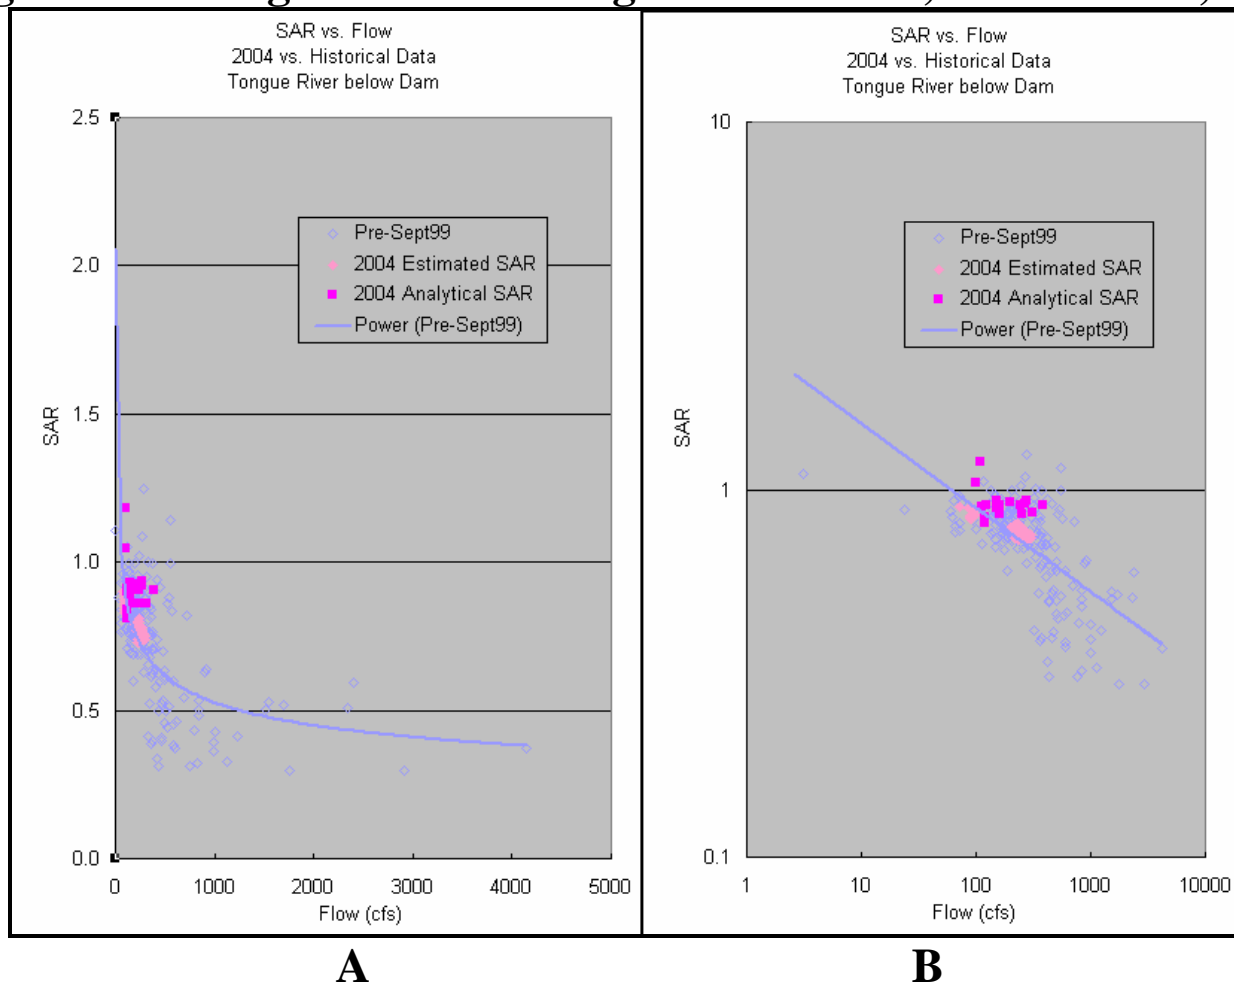 SAR vs. Flow
2004 vs. Historical Data
Tongue River below Dam
2.5
2.0
1.5
1.0
0.5
0.0
SAR
Pre-Sept99
2004 Estimated SAR
2004 Analytical SAR
Power (Pre-Sept99)
0 1000 2000 3000 4000 5000
Flow (cfs)
A
SAR vs. Flow
2004 vs. Historical Data
Tongue River below Dam
10
1
0.1
SAR
Pre-Sept99
2004 Estimated SAR
2004 Analytical SAR
Power (Pre-Sept99)
1 10 100 1000 10000
Flow (cfs)
B